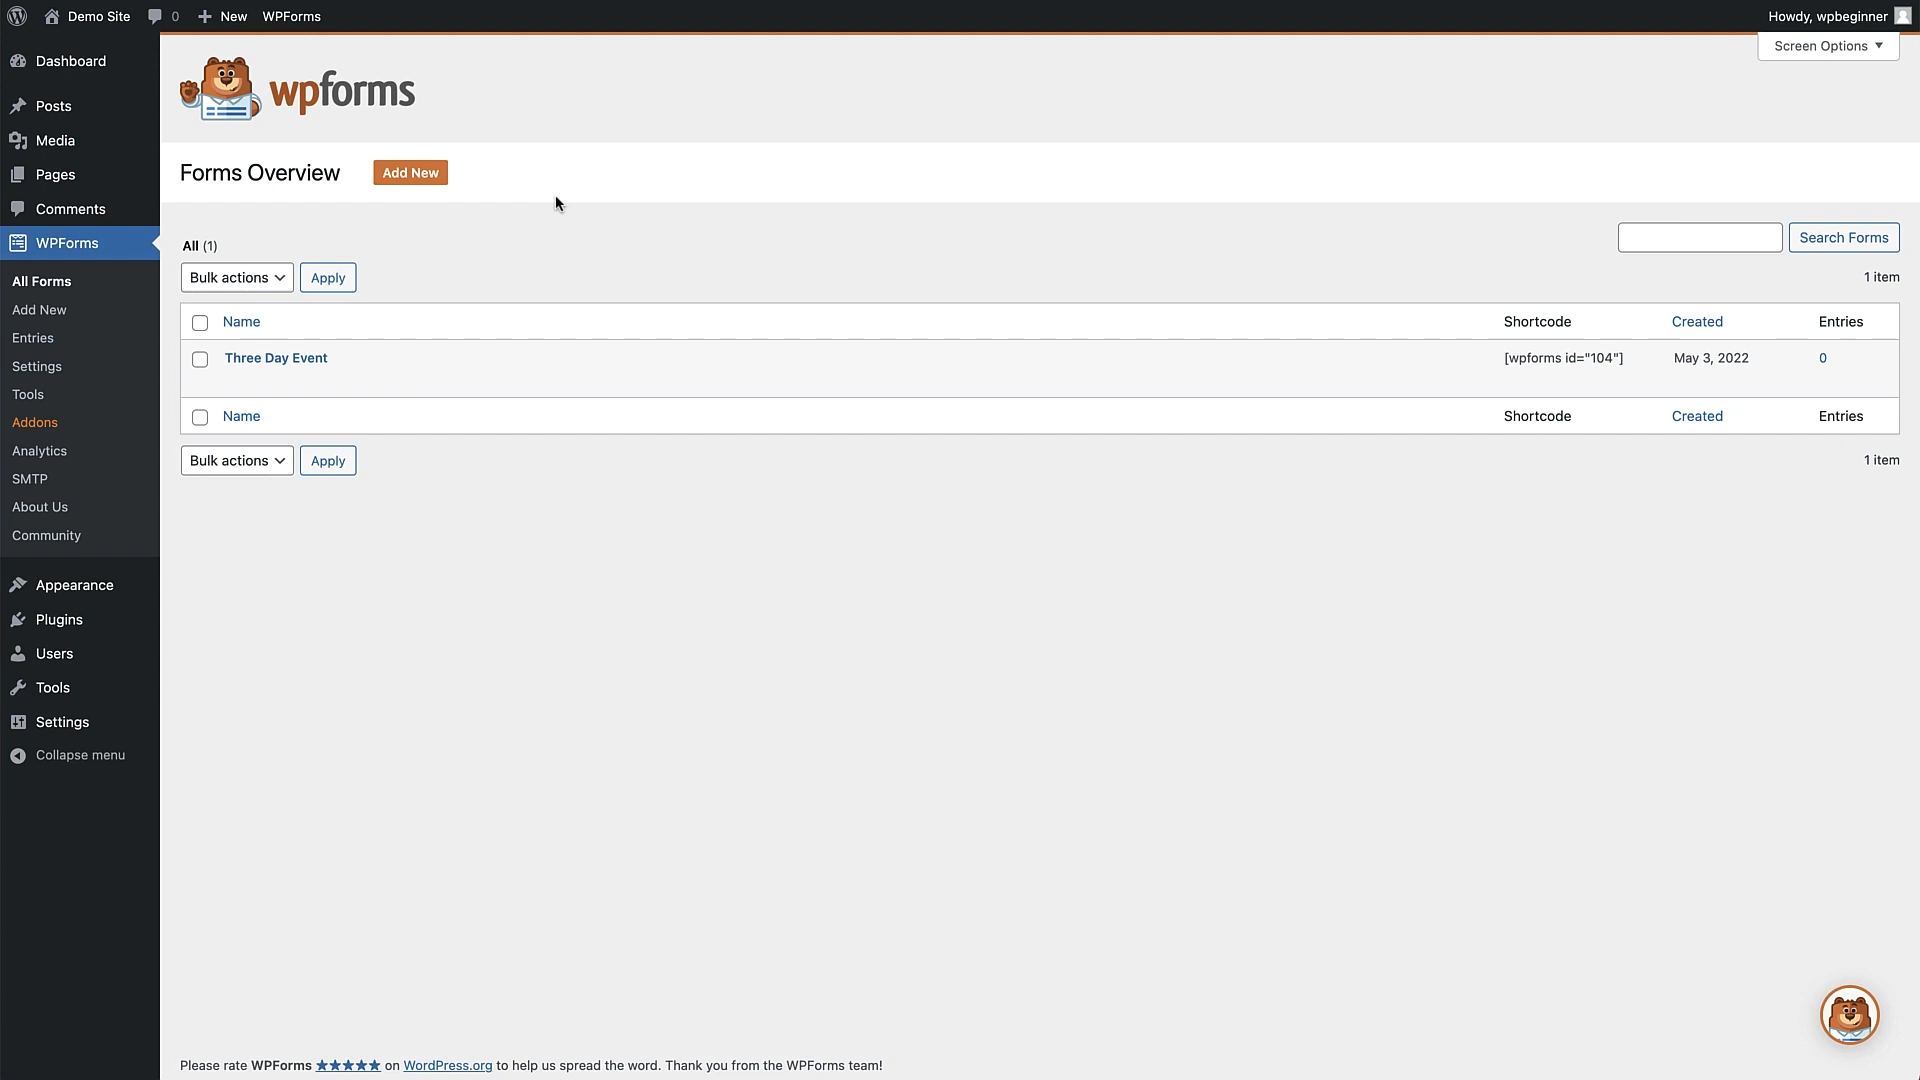 Demo Site 0 New WPForms Howdy, wpbeginner
Screen Options ▼
Dashboard
Posts
Media
Pages
Comments
WPForms
All Forms
Add New
Entries
Settings
Tools
Addons
Analytics
SMTP
About Us
Community
Appearance
Plugins
Users
Tools
Settings
Collapse menu
wpforms
Forms Overview Add New
All (1) Search Forms
Bulk actions Apply 1 item
Name Shortcode Created Entries
Three Day Event [wpforms id="104"] May 3, 2022 0
Name Shortcode Created Entries
Bulk actions Apply 1 item
Please rate WPForms ★★★★★ on WordPress.org to help us spread the word. Thank you from the WPForms team!